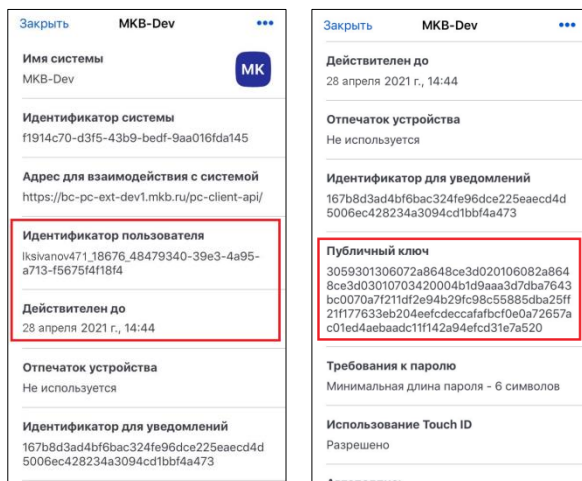 Закрыть MKB-Dev •••
Имя системы
MKB-Dev
MK
Идентификатор системы
f1914c70-d3f5-43b9-bedf-9aa016fda145
Адрес для взаимодействия с системой
https://bc-pc-ext-dev1.mkb.ru/pc-client-api/
Идентификатор пользователя
lksivanov471_18676_48479340-39e3-4a95-
a713-f5675f4f18f4
Действителен до
28 апреля 2021 г., 14:44
Отпечаток устройства
Не используется
Идентификатор для уведомлений
167b8d3ad4bf6bac324fe96dce225eaecd4d
5006ec428234a3094cd1bbf4a473
Закрыть MKB-Dev •••
Действителен до
28 апреля 2021 г., 14:44
Отпечаток устройства
Не используется
Идентификатор для уведомлений
167b8d3ad4bf6bac324fe96dce225eaecd4d
5006ec428234a3094cd1bbf4a473
Публичный ключ
3059301306072a8648ce3d020106082a864
8ce3d03010703420004b1d9aaa3d7dba7643
bc0070a7f211df2e94b29fc98c55885dba25ff
21f177633eb204eefcdeccafafbcf0e0a72657a
c01ed4aebaadc11f142a94efcd31e7a520
Требования к паролю
Минимальная длина пароля - 6 символов
Использование Touch ID
Разрешено